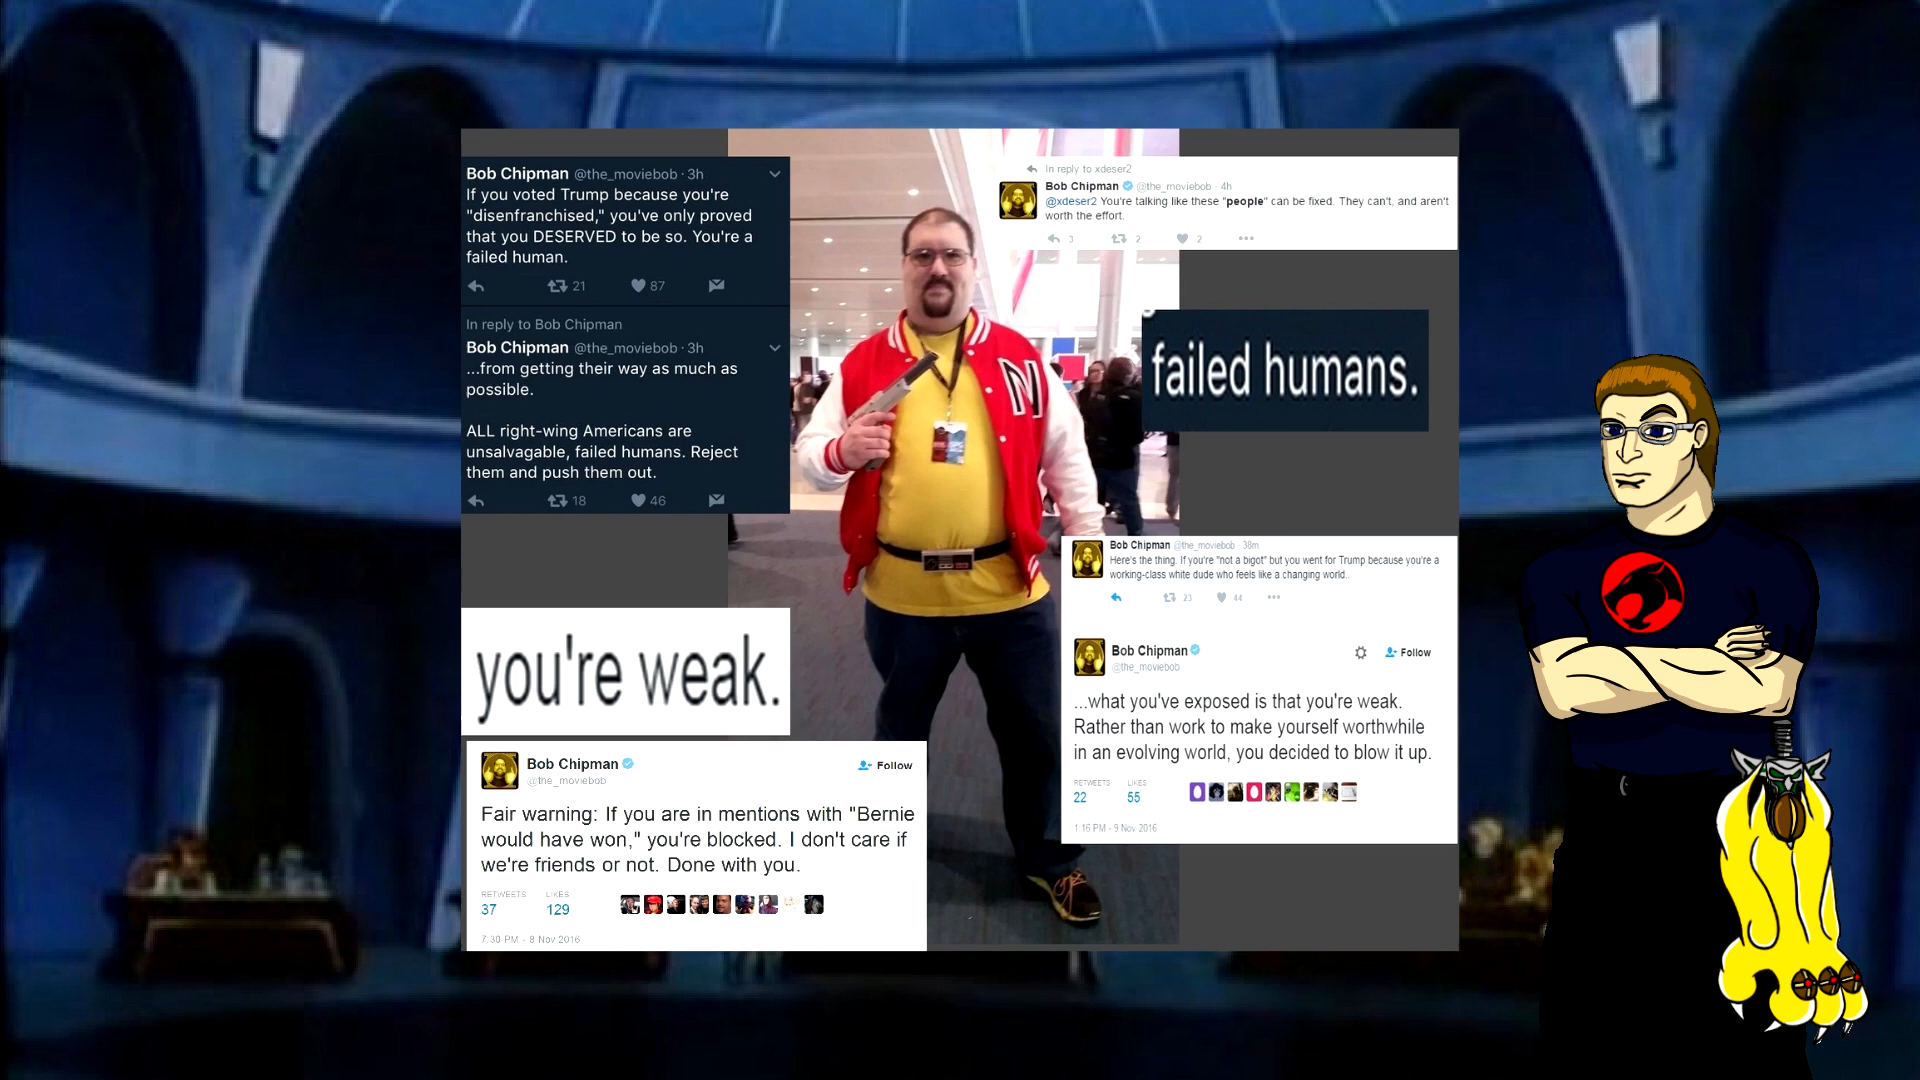 Bob Chipman @the_moviebob · 3h
If you voted Trump because you're
"disenfranchised," you've only proved
that you DESERVED to be so. You're a
failed human.
21 87
In reply to Bob Chipman
Bob Chipman @the_moviebob · 3h
...from getting their way as much as
possible.
ALL right-wing Americans are
unsalvagable, failed humans. Reject
them and push them out.
18 46
In reply to xdeser2
Bob Chipman @the_moviebob · 4h
@xdeser2 You're talking like these "people" can be fixed. They can't, and aren't
worth the effort.
3 2 2
failed humans.
N
Bob Chipman @the_moviebob 38m
Here's the thing. If you're "not a bigot" but you went for Trump because you're a
working-class white dude who feels like a changing world..
23 44
you're weak.
Bob Chipman
@the_moviebob
Follow
...what you've exposed is that you're weak.
Rather than work to make yourself worthwhile
in an evolving world, you decided to blow it up.
RETWEETS LIKES
22 55
1:16 PM - 9 Nov 2016
Bob Chipman
@the_moviebob
Follow
Fair warning: If you are in mentions with "Bernie
would have won," you're blocked. I don't care if
we're friends or not. Done with you.
RETWEETS LIKES
37 129
7:30 PM - 8 Nov 2016